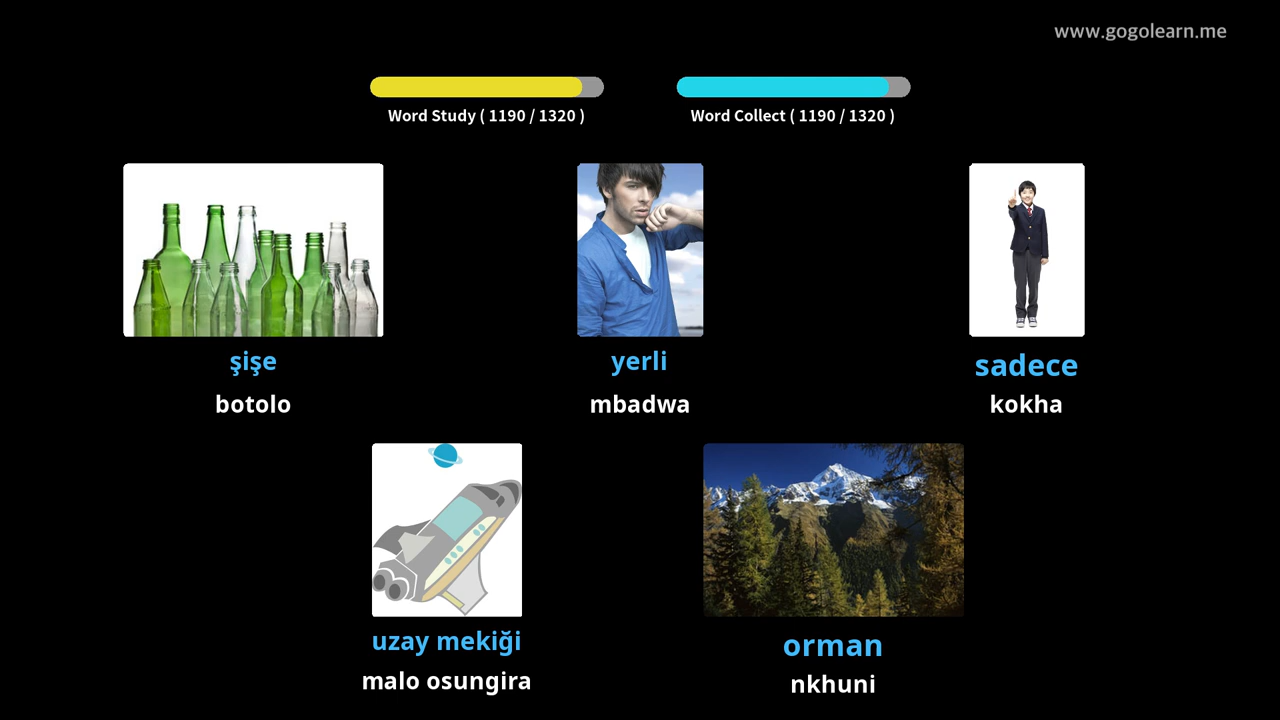 www.gogolearn.me
Word Study ( 1190 / 1320 )
Word Collect ( 1190 / 1320 )
şişe
yerli
sadece
botolo
mbadwa
kokha
uzay mekiği
orman
malo osungira
nkhuni